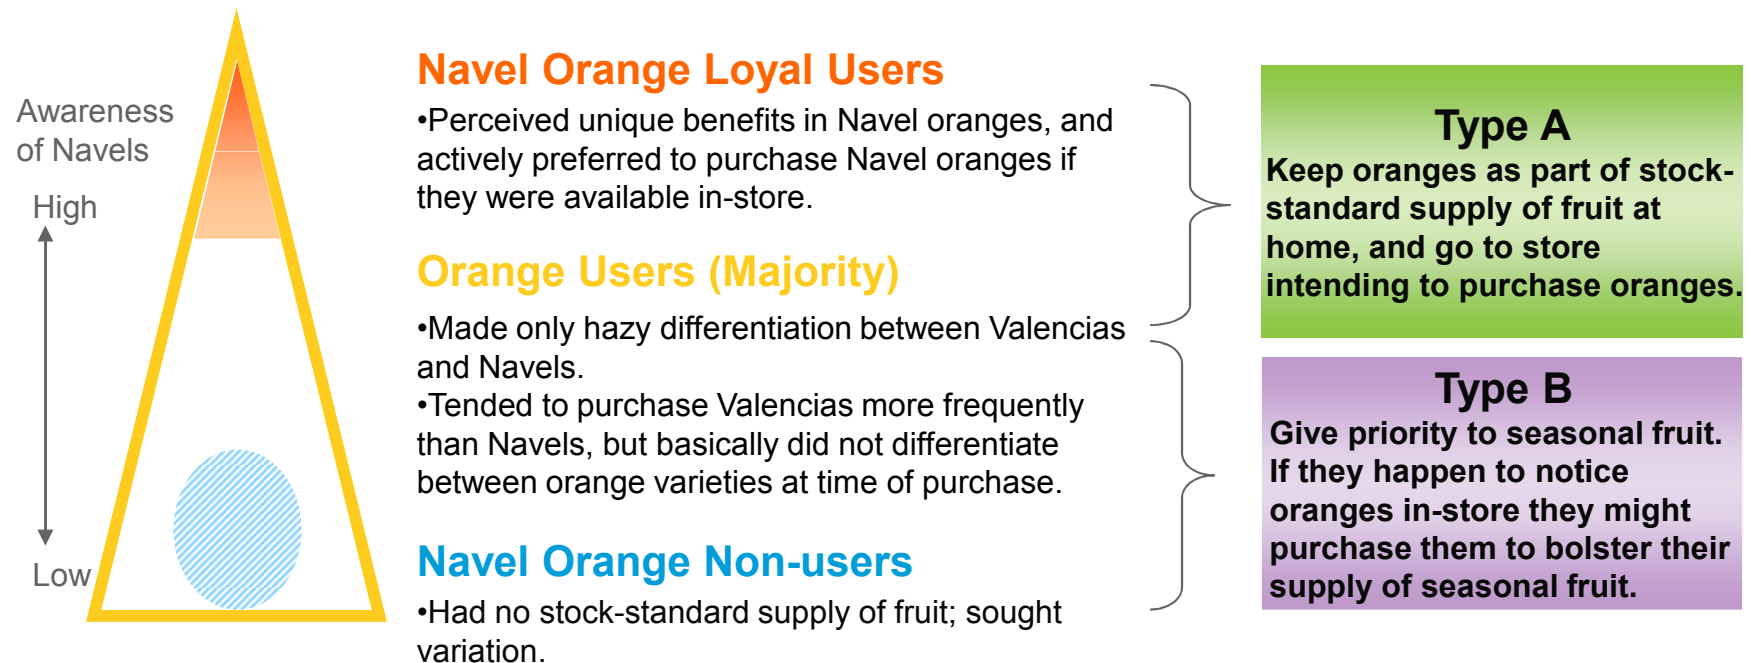 Awareness
of Navels
High
Low
Navel Orange Loyal Users
•Perceived unique benefits in Navel oranges, and
actively preferred to purchase Navel oranges if
they were available in-store.
Orange Users (Majority)
•Made only hazy differentiation between Valencias
and Navels.
•Tended to purchase Valencias more frequently
than Navels, but basically did not differentiate
between orange varieties at time of purchase.
Navel Orange Non-users
•Had no stock-standard supply of fruit; sought
variation.
Type A
Keep oranges as part of stock-
standard supply of fruit at
home, and go to store
intending to purchase oranges.
Type B
Give priority to seasonal fruit.
If they happen to notice
oranges in-store they might
purchase them to bolster their
supply of seasonal fruit.